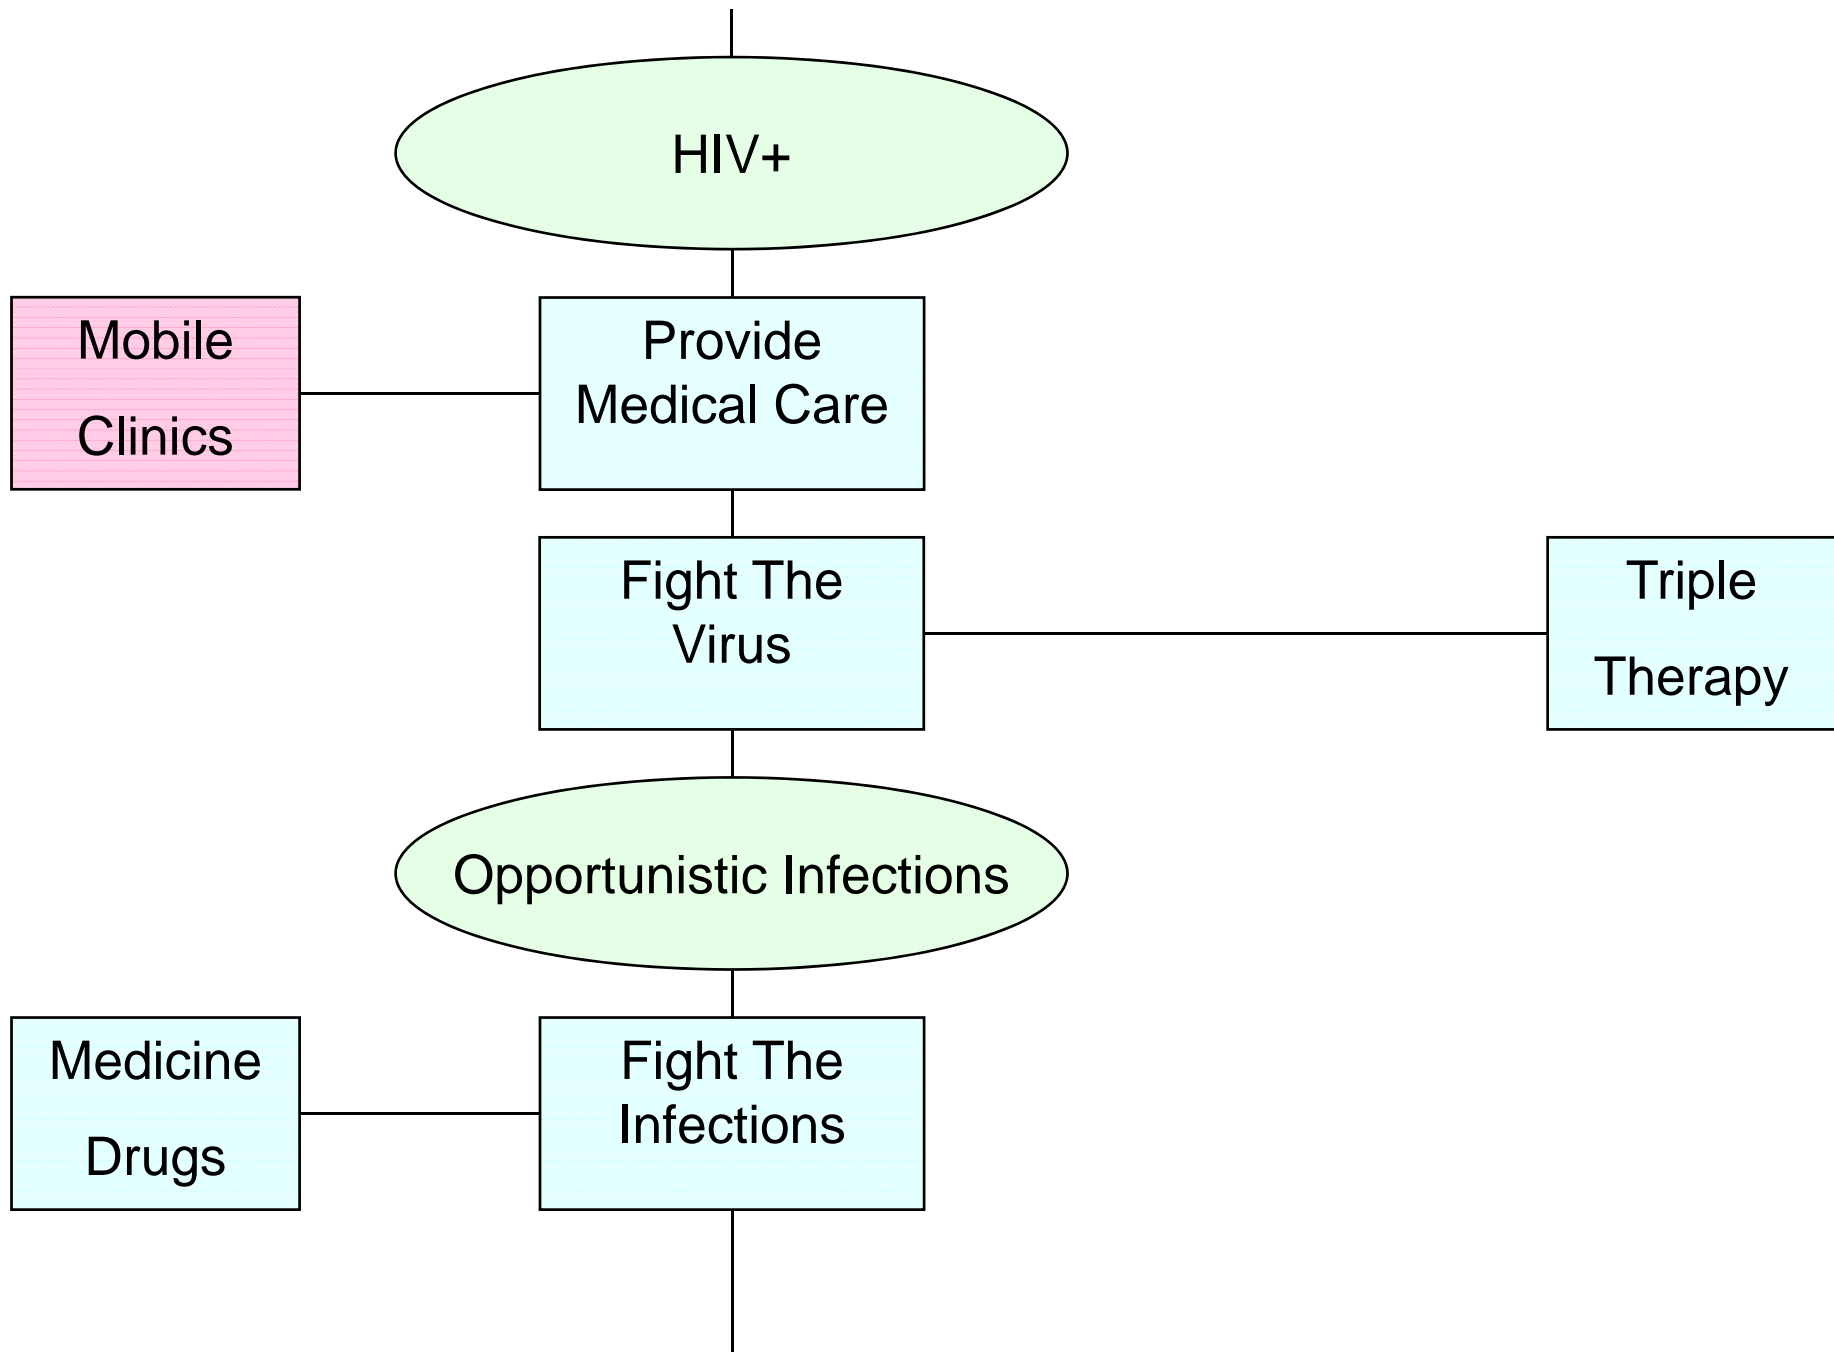 HIV+
Mobile
Clinics
Provide
Medical Care
Fight The
Virus
Triple
Therapy
Opportunistic Infections
Medicine
Drugs
Fight The
Infections